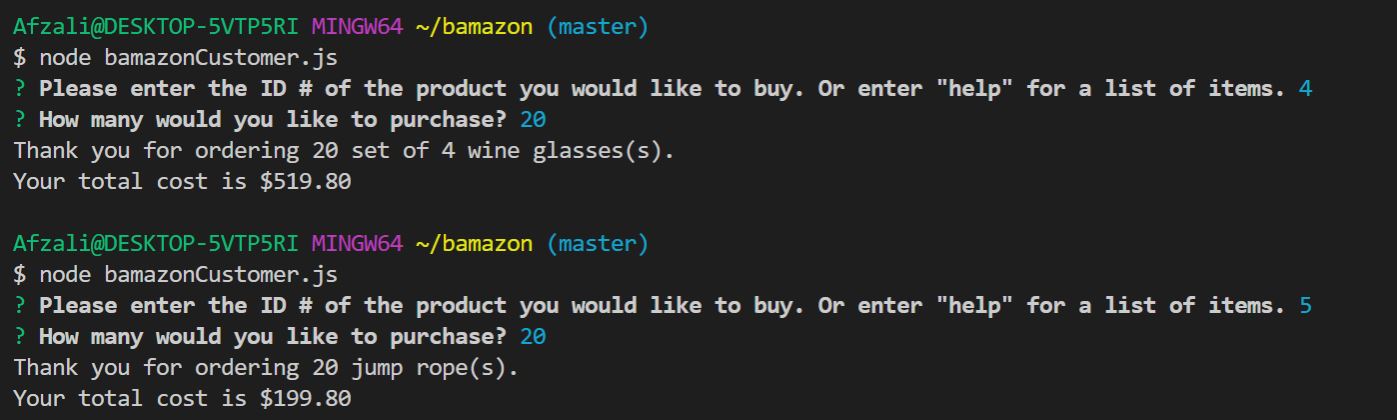 Afzali@DESKTOP-5VTP5RI MINGW64 ~/bamazon (master)
$ node bamazonCustomer.js
? Please enter the ID # of the product you would like to buy. Or enter "help" for a list of items. 4
? How many would you like to purchase? 20
Thank you for ordering 20 set of 4 wine glasses(s).
Your total cost is $519.80
Afzali@DESKTOP-5VTP5RI MINGW64 ~/bamazon (master)
$ node bamazonCustomer.js
? Please enter the ID # of the product you would like to buy. Or enter "help" for a list of items. 5
? How many would you like to purchase? 20
Thank you for ordering 20 jump rope(s).
Your total cost is $199.80